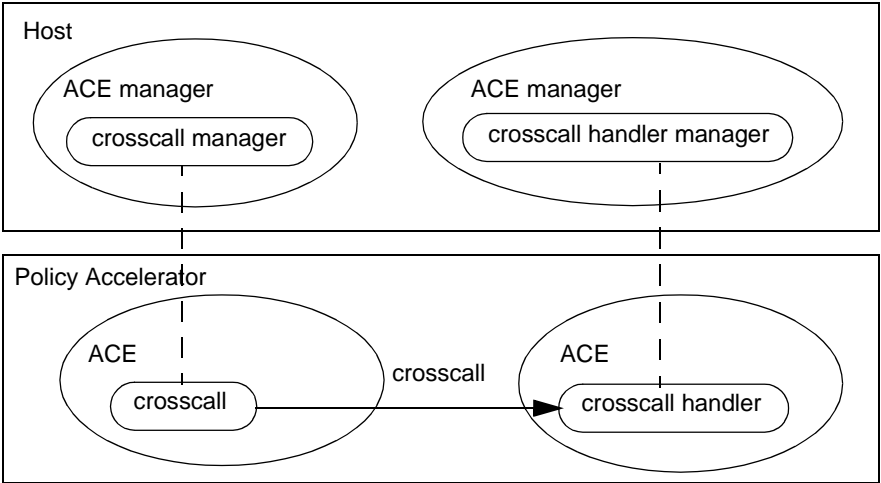 Host
ACE manager
crosscall manager
ACE manager
crosscall handler manager
Policy Accelerator
ACE
crosscall
crosscall
ACE
crosscall handler